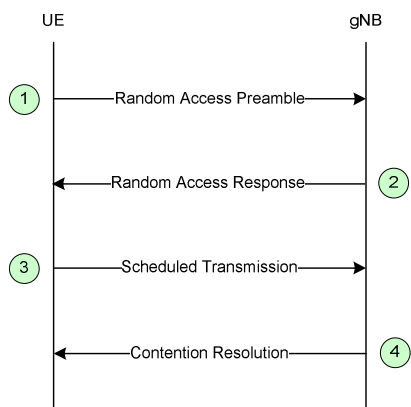 UE
gNB
1
Random Access Preamble
Random Access Response
2
3
Scheduled Transmission
Contention Resolution
4